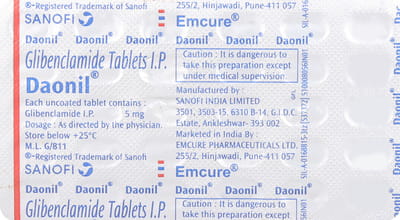 ®-Registered Trademark of Sanofi
SANOFI
Daonil® Daonil® Daonil®
Glibenclamide Tablets I.P.
Daonil®
Each uncoated tablet contains :
Glibenclamide I.P. 5 mg
Dosage : As directed by the physician.
Store below +25°C
M.L. G/B11
®-Registered Trademark of Sanofi
SANOFI
Daonil® Daonil® Daonil®
Glibenclamide Tablets I.P.
255/2, Hinjawadi, Pune-411 057
Emcure®
Daonil® Daonil® Daonil®
Caution : It is dangerous to
take this preparation except
under medical supervision
Manufactured by :
SANOFI INDIA LIMITED
3501, 3503-15. 6310 B-14, G.I.D.C.
Estate, Ankleshwar- 393 002
Marketed in India By :
EMCURE PHARMACEUTICALS LTD.
255/2, Hinjawadi, Pune-411 057
Emcure®
Daonil® Daonil® Daonil®
Caution : It is dangerous to
take this preparation except